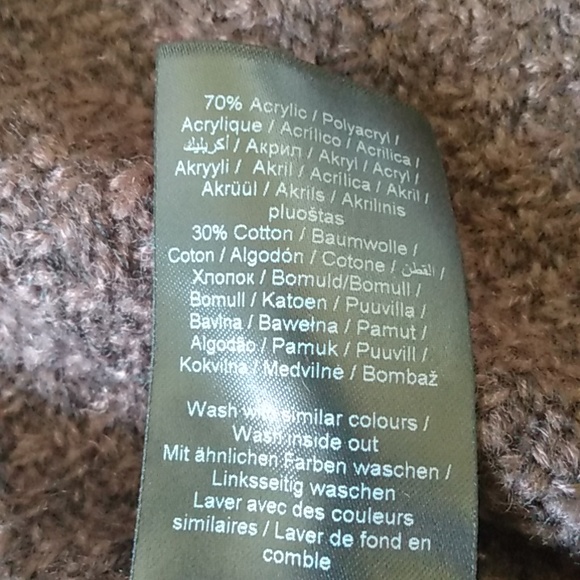 70% Acrylic / Polyacryl /
Acrylique / Acrílico / Acrilica /
أكريليك / Акрил / Akryl / Acryl /
Akryyli / Akril / Acrílica / Akril /
Akrüül / Akrils / Akrilinis
pluoštas
30% Cotton / Baumwolle /
Coton / Algodón / Cotone / القطن /
Хлопок / Bomuld/Bomull /
Bomull / Katoen / Puuvilla /
Bavlna / Bawełna / Pamut /
Algodão / Pamuk / Puuvill /
Kokvilna / Medvilnė / Bombaž
Wash with similar colours /
Wash inside out
Mit ähnlichen Farben waschen /
Linksseitig waschen
Laver avec des couleurs
similaires / Laver de fond en
comble